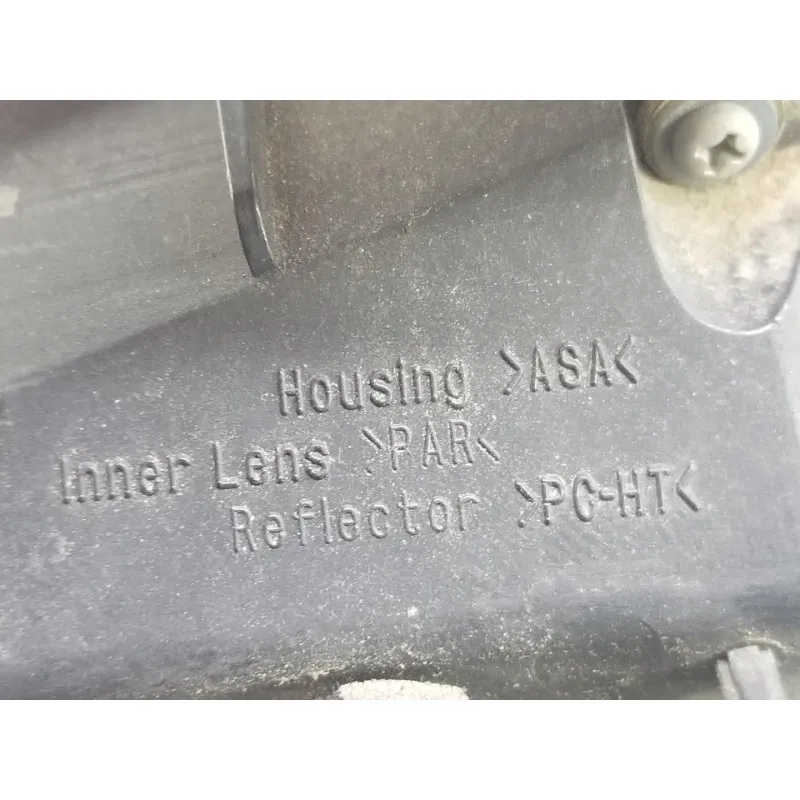 Housing >ASA<
Inner Lens >PAR<
Reflector >PC-HT<